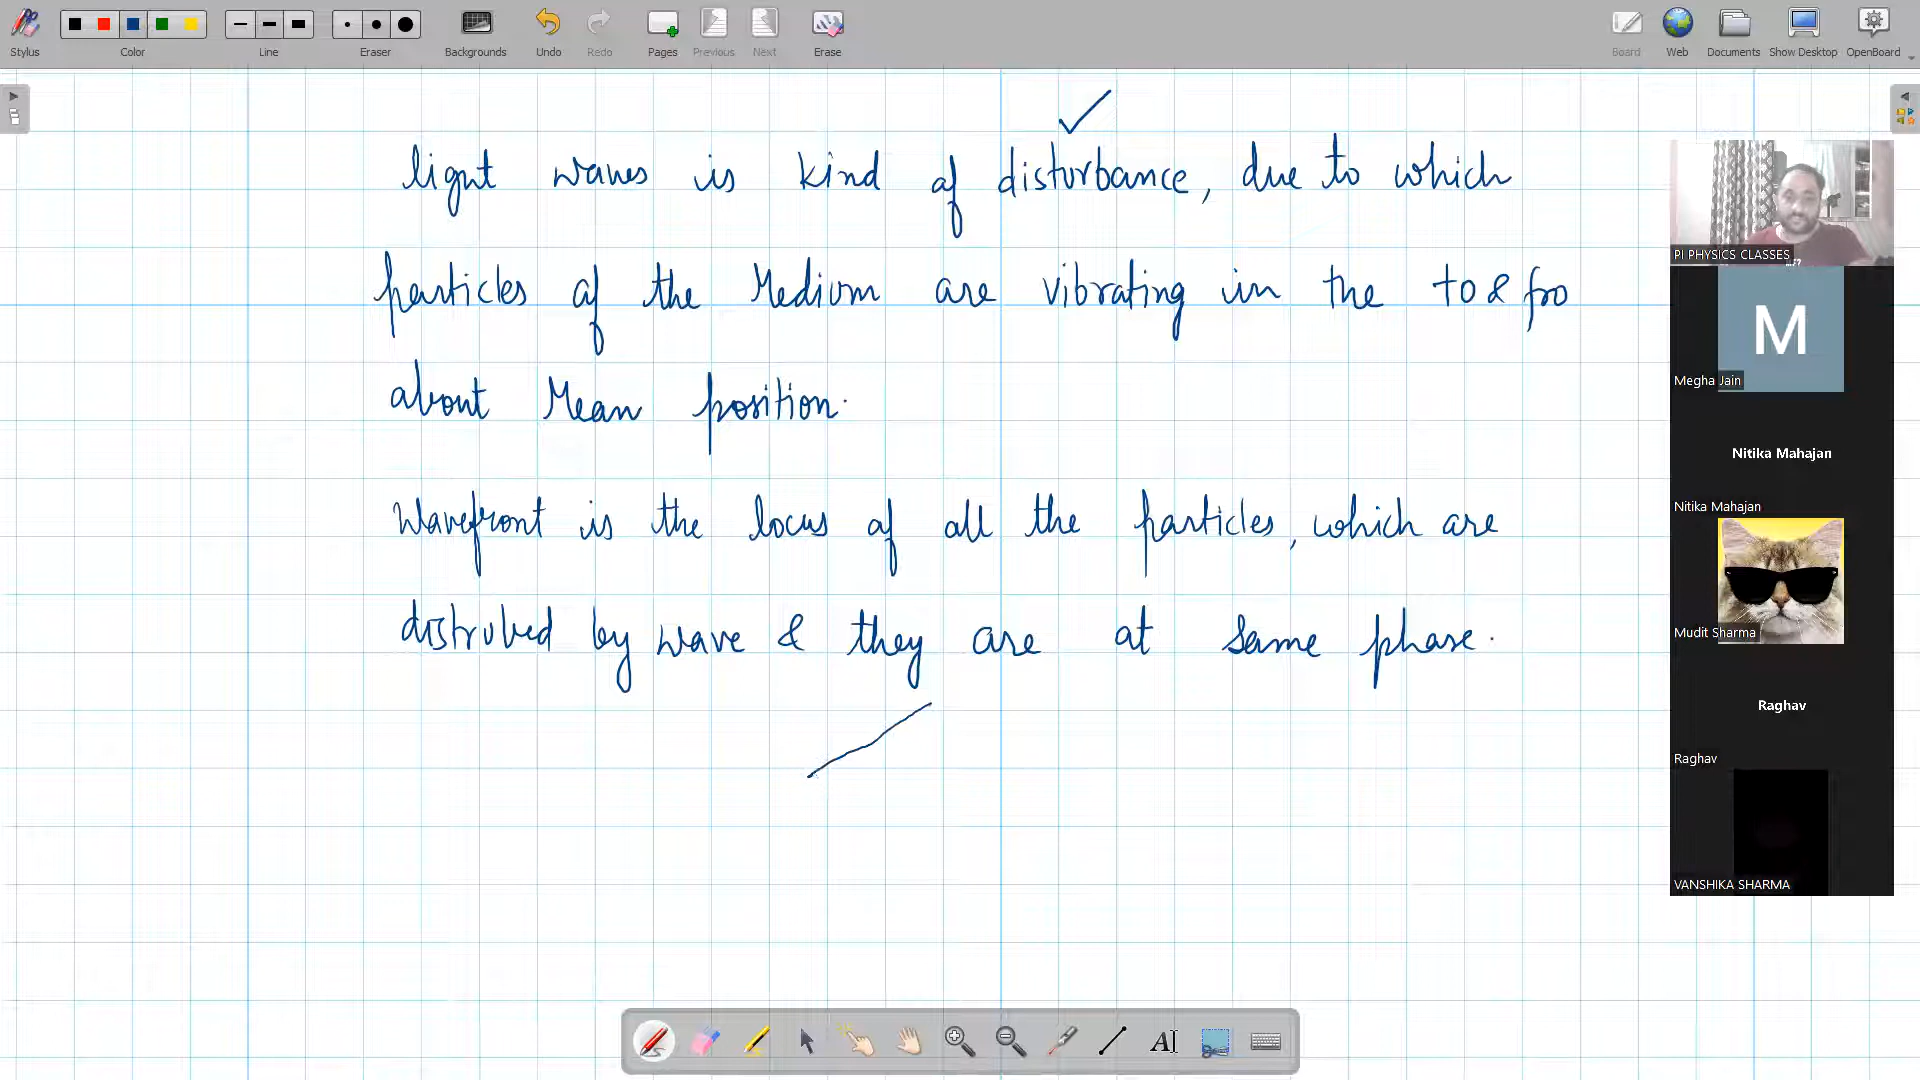 Stylus
Color
Line
Eraser
Backgrounds
Undo
Redo
Pages
Previous
Next
Erase
Board
Web
Documents
Show Desktop
OpenBoard
light waves is kind of disturbance, due to which
particles of the Medium are vibrating in the to & fro
about Mean position.
Wavefront is the locus of all the particles, which are
distrubed by wave & they are at same phase.
PI PHYSICS CLASSES
M
Megha Jain
Nitika Mahajan
Nitika Mahajan
Mudit Sharma
Raghav
Raghav
VANSHIKA SHARMA